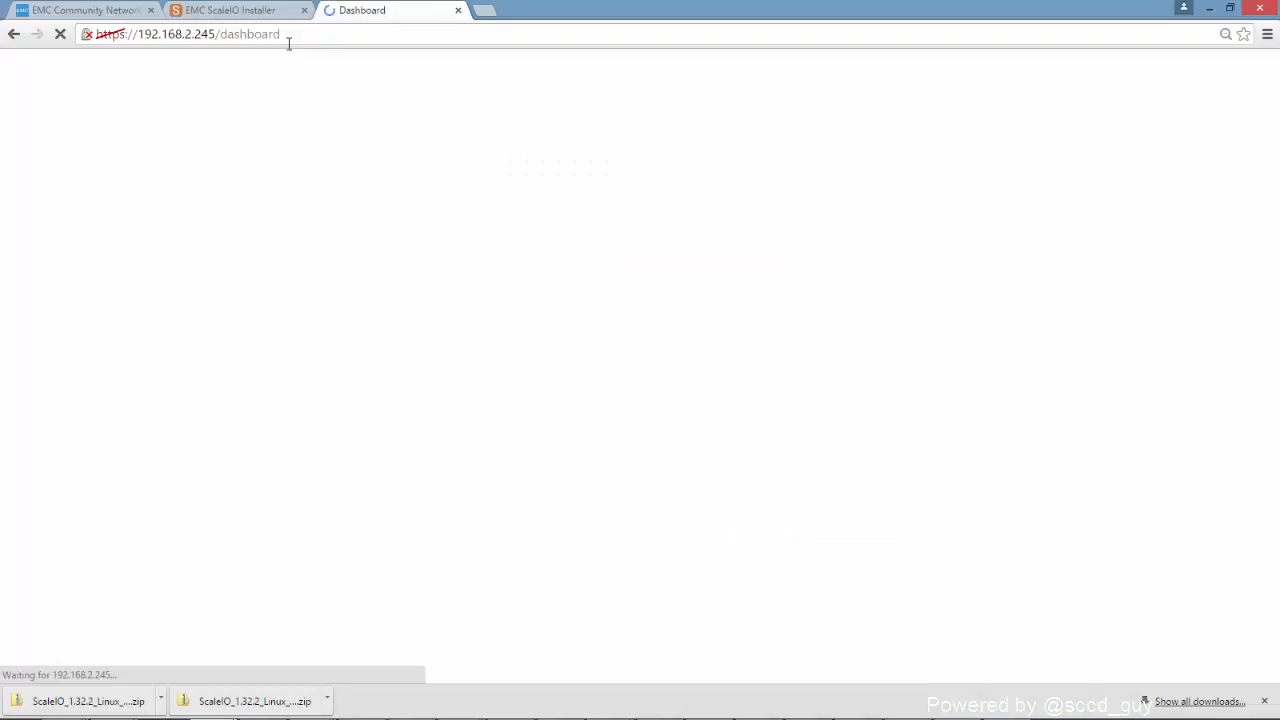 EMC Community Network
EMC ScaleIO Installer
Dashboard
https://192.168.2.245/dashboard
Waiting for 192.168.2.245...
ScaleIO_1.32.2_Linux_....zip
ScaleIO_1.32.2_Linux_....zip
Show all downloads...
Powered by @sccd_guy